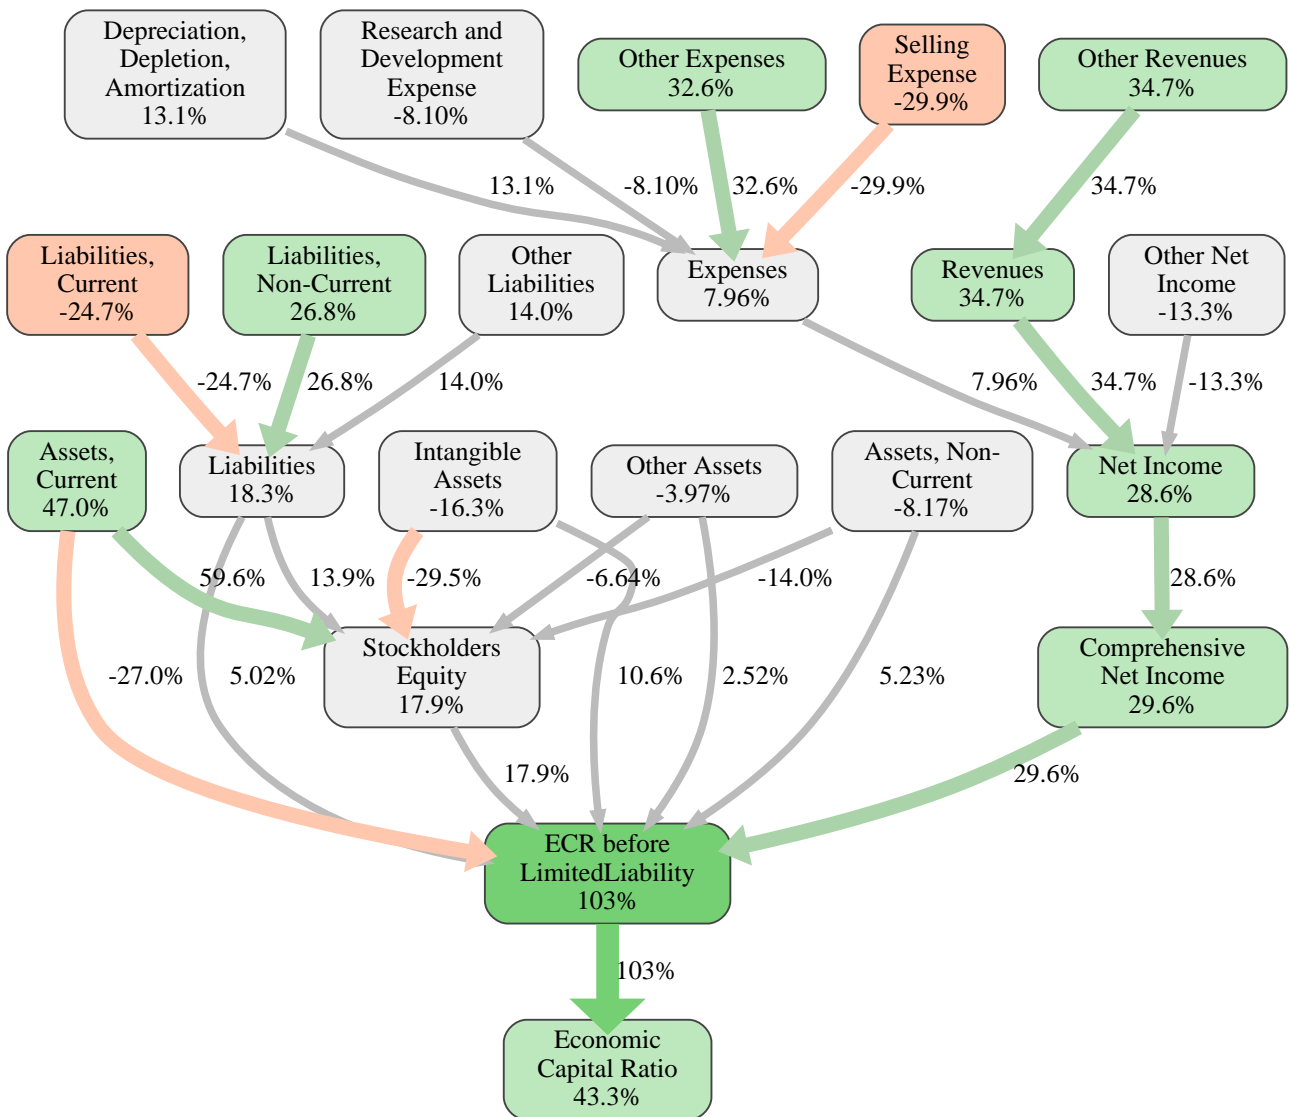 Depreciation,
Depletion,
Amortization
13.1%
Research and
Development
Expense
-8.10%
Other Expenses
32.6%
Selling
Expense
-29.9%
Other Revenues
34.7%
13.1%
-8.10%
32.6%
-29.9%
34.7%
Liabilities,
Current
-24.7%
Liabilities,
Non-Current
26.8%
Other
Liabilities
14.0%
Expenses
7.96%
Revenues
34.7%
Other Net
Income
-13.3%
-24.7%
26.8%
14.0%
7.96%
34.7%
-13.3%
Assets,
Current
47.0%
Liabilities
18.3%
Intangible
Assets
-16.3%
Other Assets
-3.97%
Assets, Non-
Current
-8.17%
Net Income
28.6%
59.6%
13.9%
-29.5%
-6.64%
-14.0%
28.6%
Stockholders
Equity
17.9%
Comprehensive
Net Income
29.6%
-27.0%
5.02%
10.6%
2.52%
5.23%
17.9%
29.6%
ECR before
LimitedLiability
103%
103%
Economic
Capital Ratio
43.3%